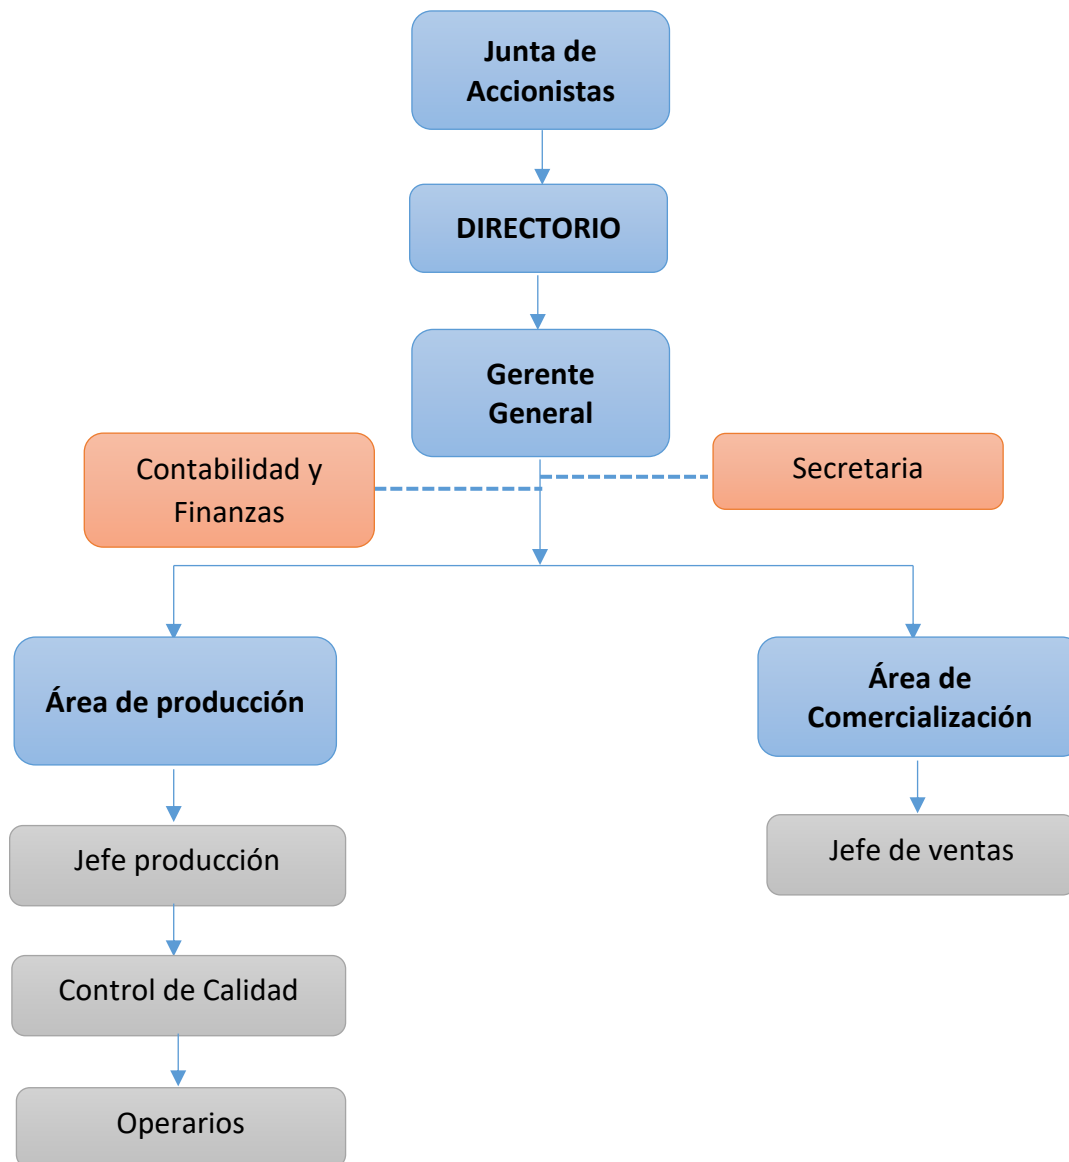 Junta de
Accionistas
DIRECTORIO
Gerente
General
Contabilidad y
Finanzas
Secretaria
Área de producción
Área de
Comercialización
Jefe producción
Jefe de ventas
Control de Calidad
Operarios